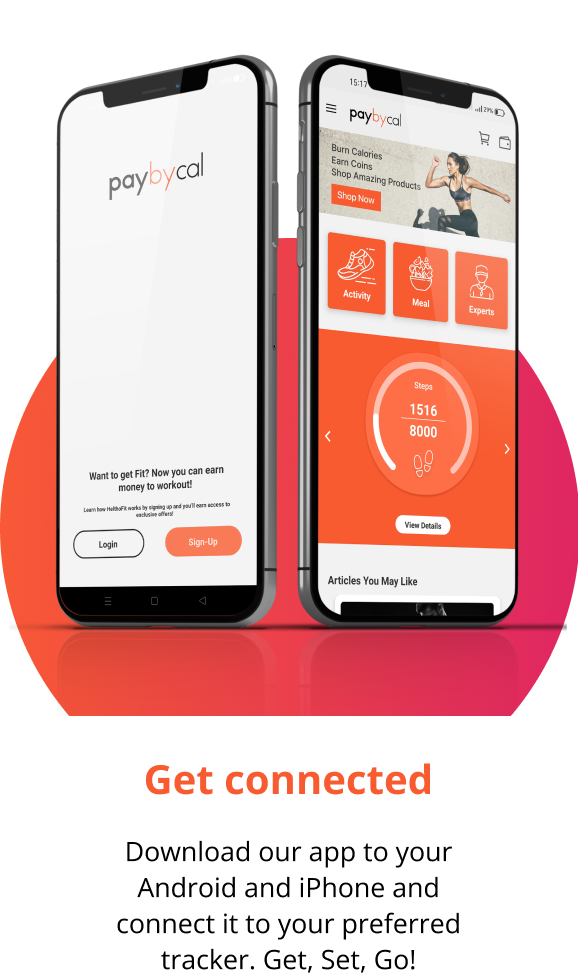 paybycal
Want to get Fit? Now you can earn
money to workout!
Learn how HelthoFit works by signing up and you'll earn access to
exclusive offers!
Login
Sign-Up
15:17
29%
paybycal
Burn Calories
Earn Coins
Shop Amazing Products
Shop Now
Activity
Meal
Experts
Steps
1516
8000
View Details
Articles You May Like
Get connected
Download our app to your
Android and iPhone and
connect it to your preferred
tracker. Get, Set, Go!